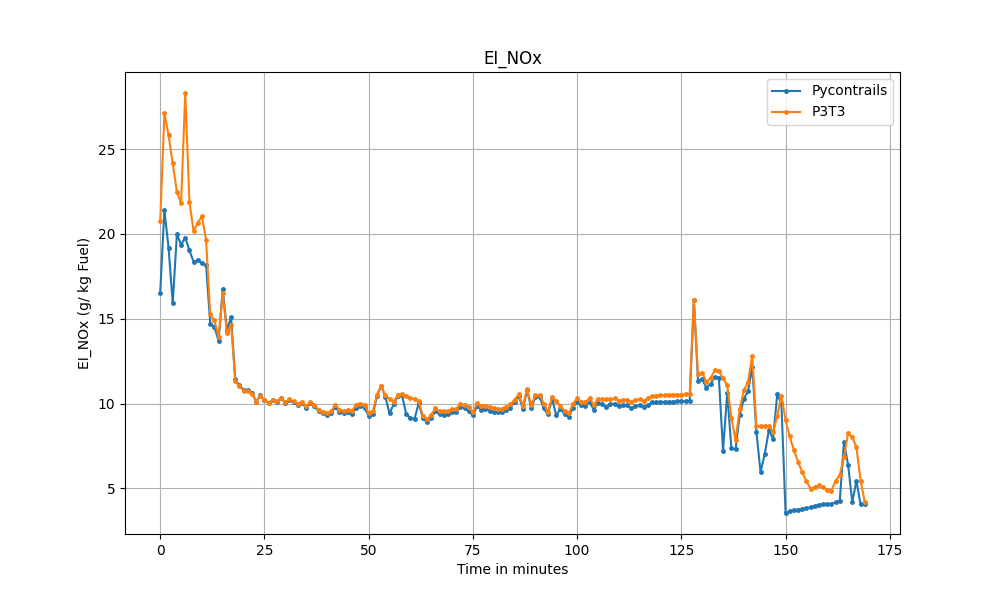 EI_NOx
Pycontrails
P3T3
EI_NOx (g/ kg Fuel)
25
20
15
10
5
0 25 50 75 100 125 150 175
Time in minutes